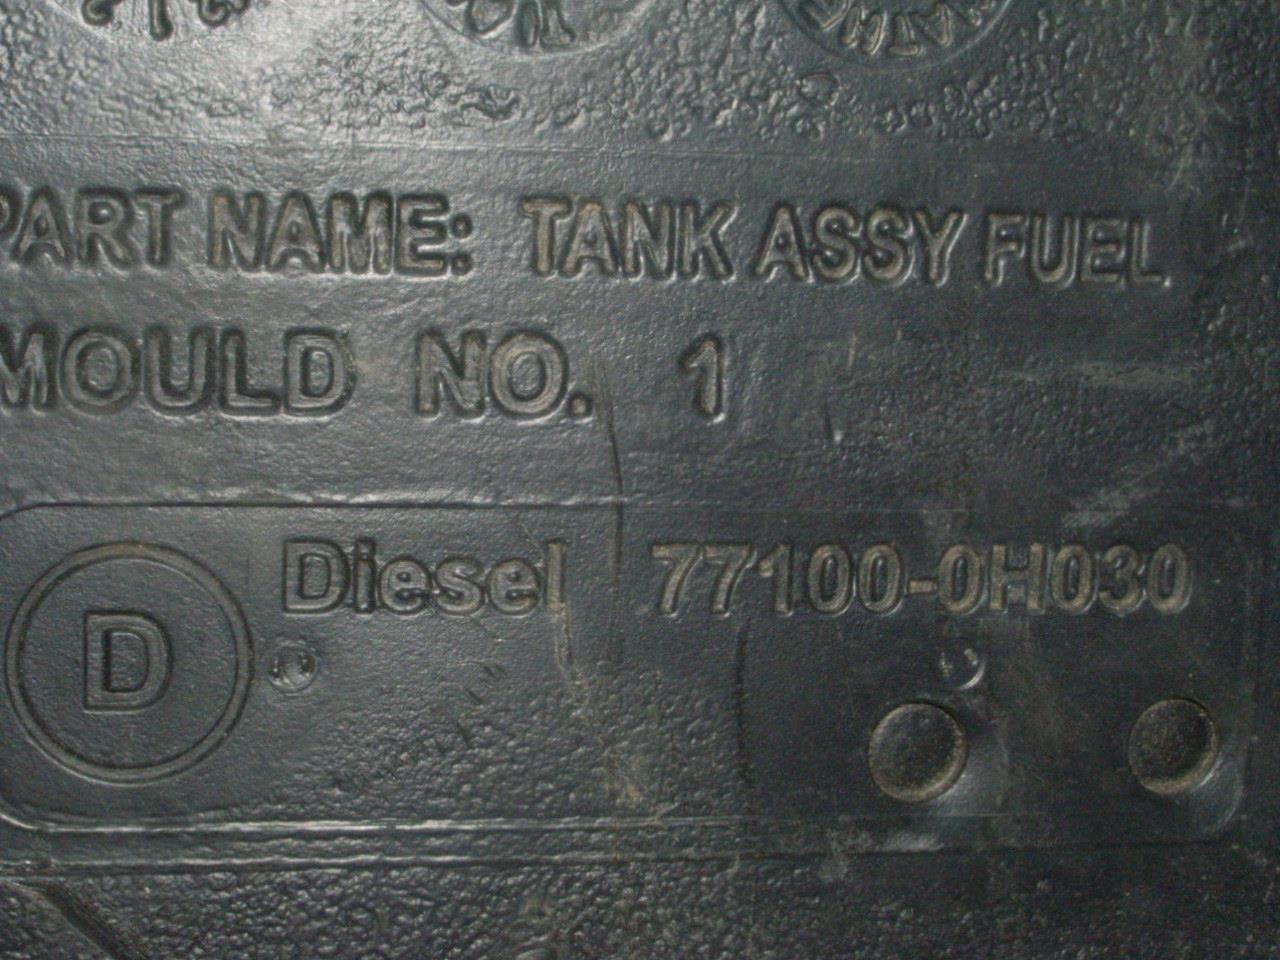 PART NAME: TANK ASSY FUEL
MOULD NO. 1
Diesel 77100-0H030
D